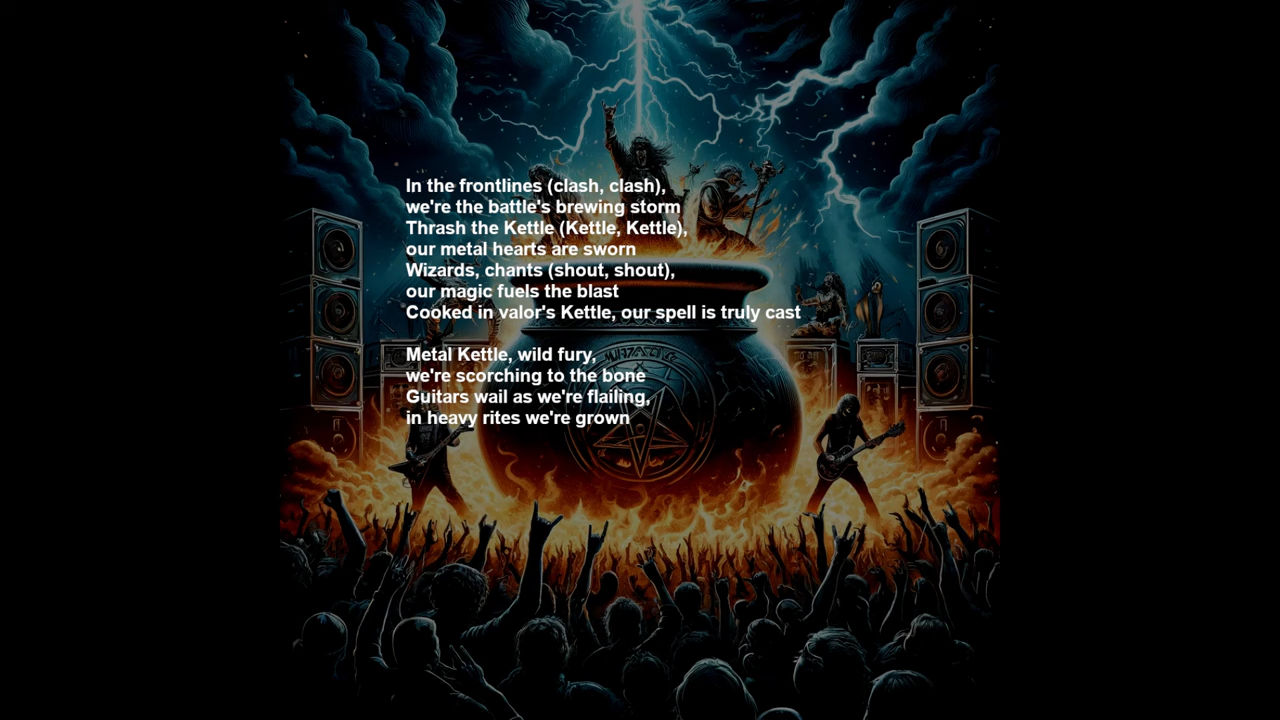 In the frontlines (clash, clash),
we're the battle's brewing storm
Thrash the Kettle (Kettle, Kettle),
our metal hearts are sworn
Wizards, chants (shout, shout),
our magic fuels the blast
Cooked in valor's Kettle, our spell is truly cast
Metal Kettle, wild fury,
we're scorching to the bone
Guitars wail as we're flailing,
in heavy rites we're grown